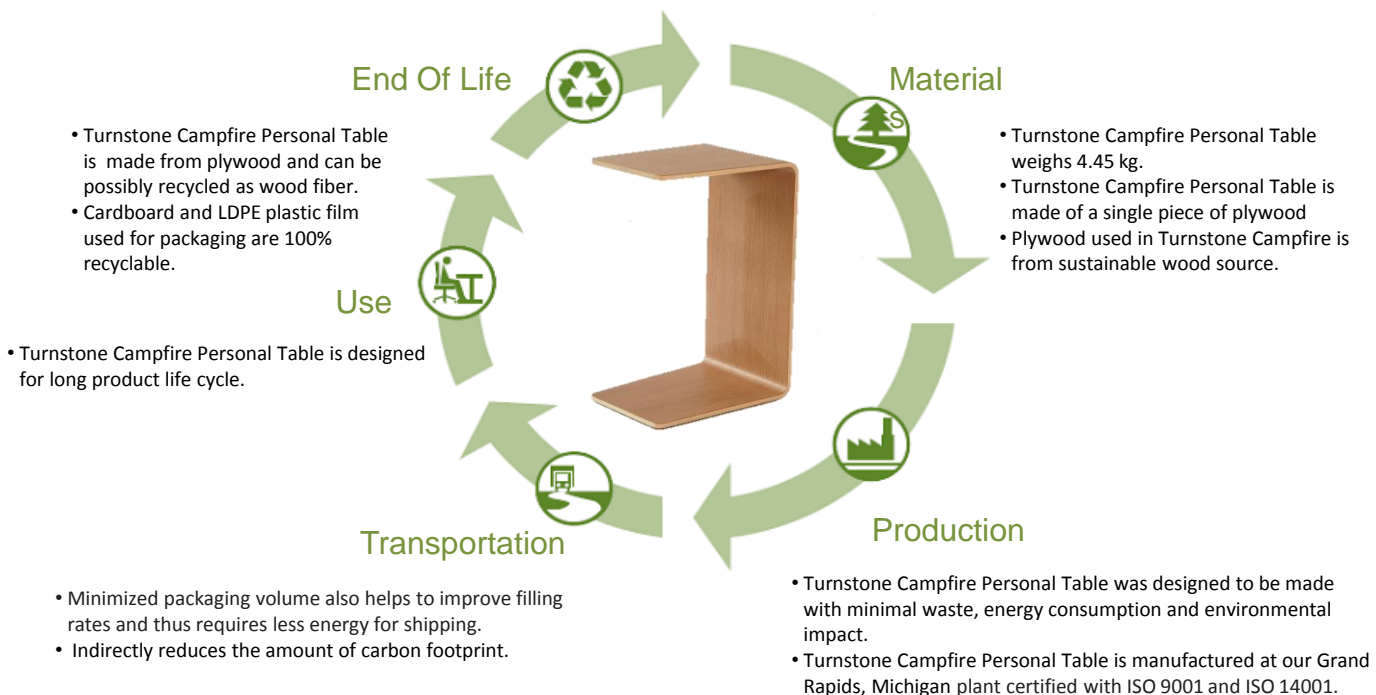 End Of Life
• Turnstone Campfire Personal Table
is made from plywood and can be
possibly recycled as wood fiber.
• Cardboard and LDPE plastic film
used for packaging are 100%
recyclable.
Material
S
• Turnstone Campfire Personal Table
weighs 4.45 kg.
• Turnstone Campfire Personal Table is
made of a single piece of plywood
• Plywood used in Turnstone Campfire is
from sustainable wood source.
Use
• Turnstone Campfire Personal Table is designed
for long product life cycle.
Transportation
• Minimized packaging volume also helps to improve filling
rates and thus requires less energy for shipping.
• Indirectly reduces the amount of carbon footprint.
Production
• Turnstone Campfire Personal Table was designed to be made
with minimal waste, energy consumption and environmental
impact.
• Turnstone Campfire Personal Table is manufactured at our Grand
Rapids, Michigan plant certified with ISO 9001 and ISO 14001.